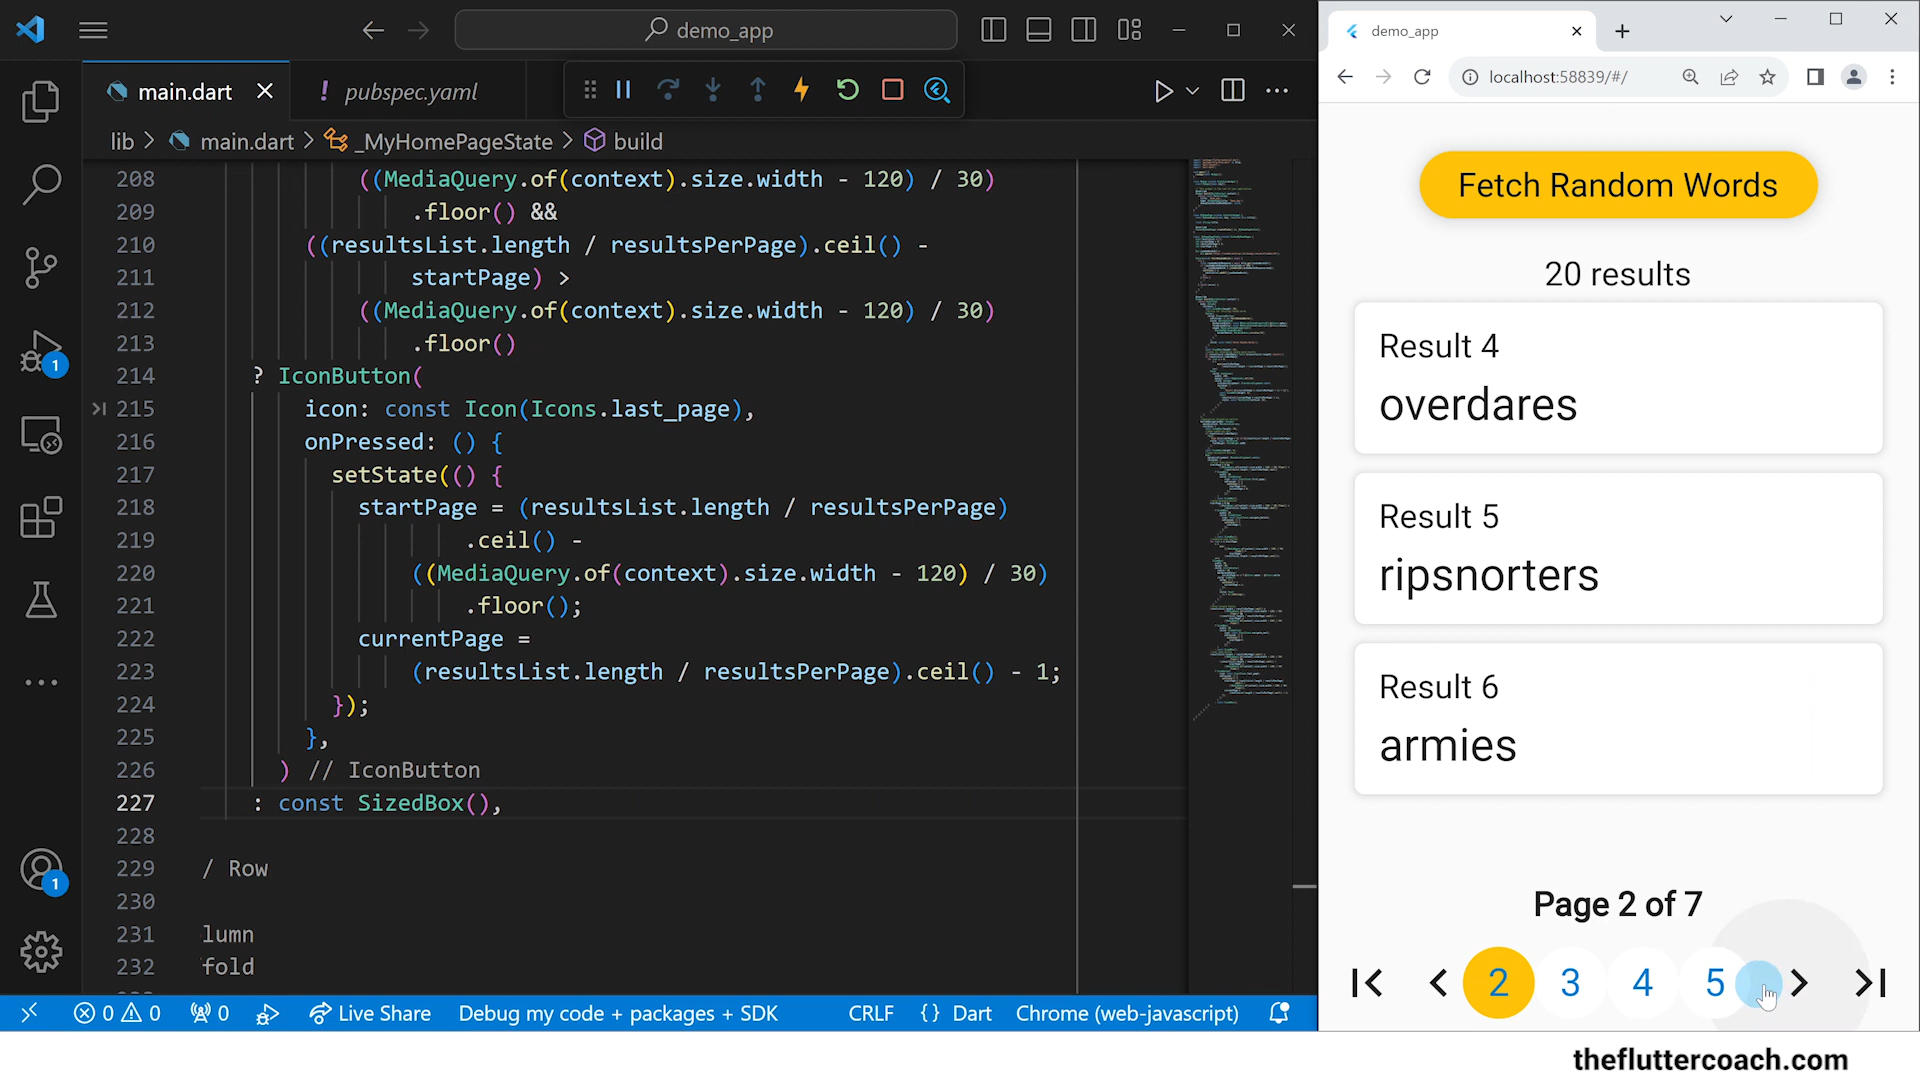 demo_app
main.dart
! pubspec.yaml
lib > main.dart > _MyHomePageState > build
208 ((MediaQuery.of(context).size.width - 120) / 30)
209 .floor() &&
210 ((resultsList.length / resultsPerPage).ceil() -
211 startPage) >
212 ((MediaQuery.of(context).size.width - 120) / 30)
213 .floor()
214 ? IconButton(
215 icon: const Icon(Icons.last_page),
216 onPressed: () {
217 setState(() {
218 startPage = (resultsList.length / resultsPerPage)
219 .ceil() -
220 ((MediaQuery.of(context).size.width - 120) / 30)
221 .floor();
222 currentPage =
223 (resultsList.length / resultsPerPage).ceil() - 1;
224 });
225 },
226 ) // IconButton
227 : const SizedBox(),
228
229 / Row
230
231 lumn
232 fold
1
1
0 0 0 Live Share Debug my code + packages + SDK CRLF {} Dart Chrome (web-javascript)
demo_app
localhost:58839/#/
Fetch Random Words
20 results
Result 4
overdares
Result 5
ripsnorters
Result 6
armies
Page 2 of 7
2 3 4 5
thefluttercoach.com